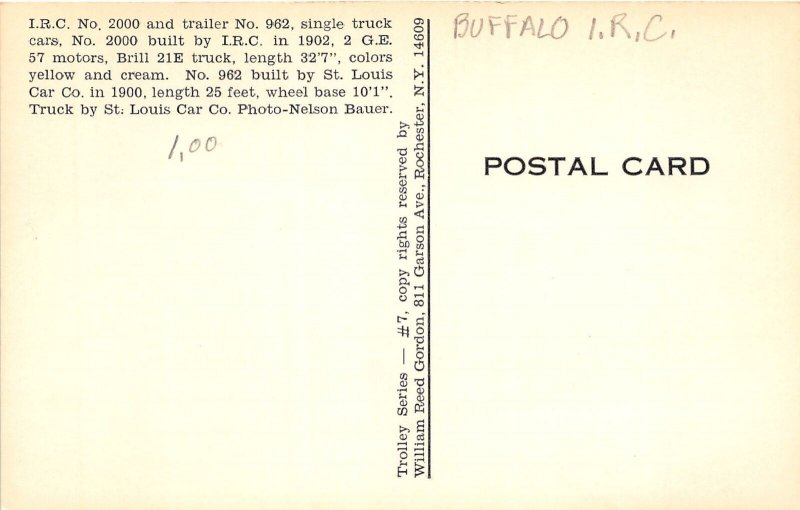 I.R.C. No. 2000 and trailer No. 962, single truck
cars, No. 2000 built by I.R.C. in 1902, 2 G.E.
57 motors, Brill 21E truck, length 32'7", colors
yellow and cream. No. 962 built by St. Louis
Car Co. in 1900, length 25 feet, wheel base 10'1".
Truck by St. Louis Car Co. Photo-Nelson Bauer.
1,00
Trolley Series — #7, copy rights reserved by
William Reed Gordon, 811 Garson Ave., Rochester, N.Y. 14609
BUFFALO I.R.C.
POSTAL CARD